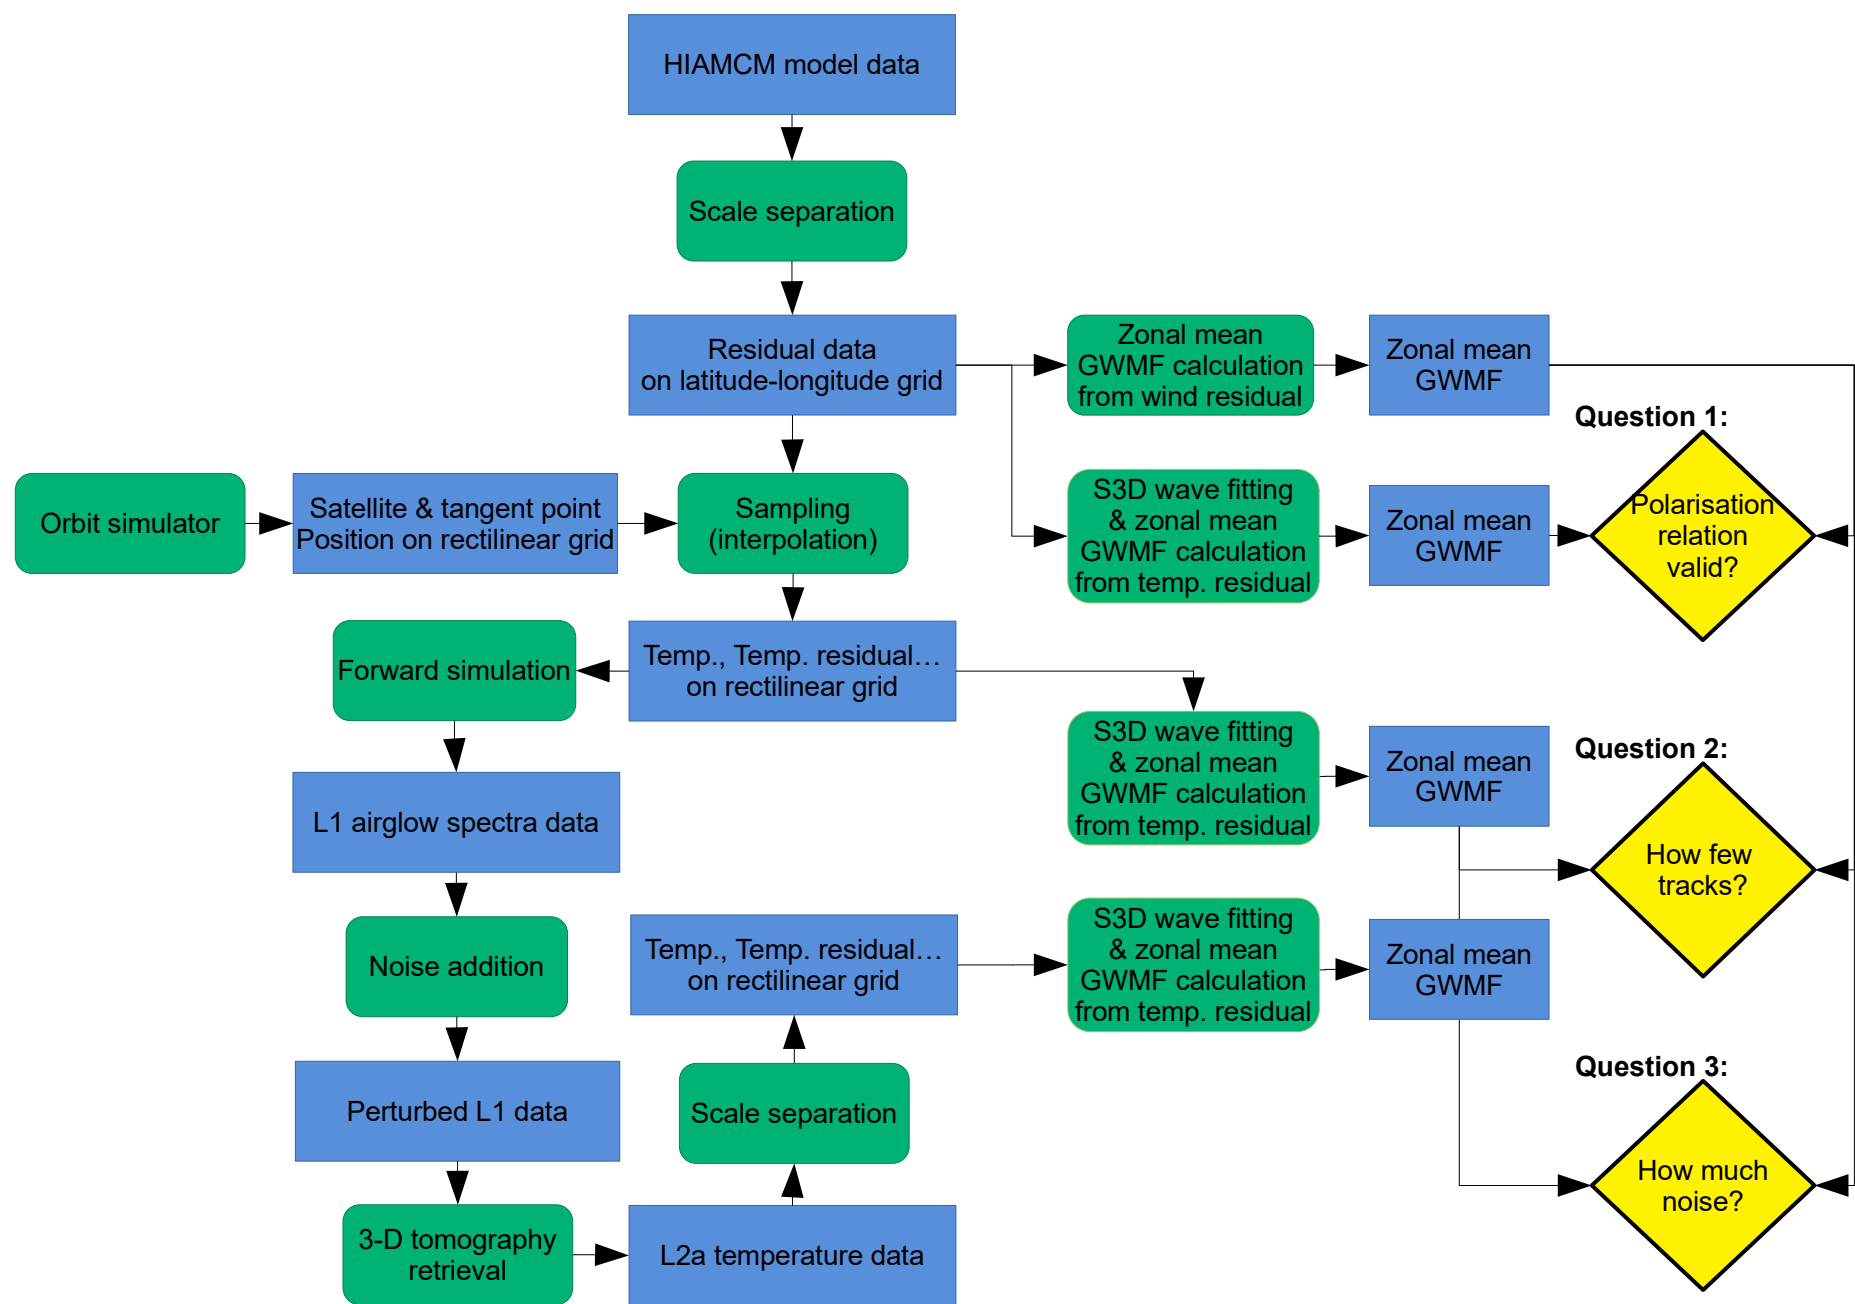 HIAMCM model data
Scale separation
Residual data
on latitude-longitude grid
Zonal mean
GWMF calculation
from wind residual
Zonal mean
GWMF
Question 1:
Orbit simulator
Satellite & tangent point
Position on rectilinear grid
Sampling
(interpolation)
S3D wave fitting
& zonal mean
GWMF calculation
from temp. residual
Zonal mean
GWMF
Polarisation
relation
valid?
Forward simulation
Temp., Temp. residual…
on rectilinear grid
S3D wave fitting
& zonal mean
GWMF calculation
from temp. residual
Zonal mean
GWMF
Question 2:
How few
tracks?
L1 airglow spectra data
Noise addition
Temp., Temp. residual…
on rectilinear grid
S3D wave fitting
& zonal mean
GWMF calculation
from temp. residual
Zonal mean
GWMF
Question 3:
How much
noise?
Perturbed L1 data
Scale separation
3-D tomography
retrieval
L2a temperature data